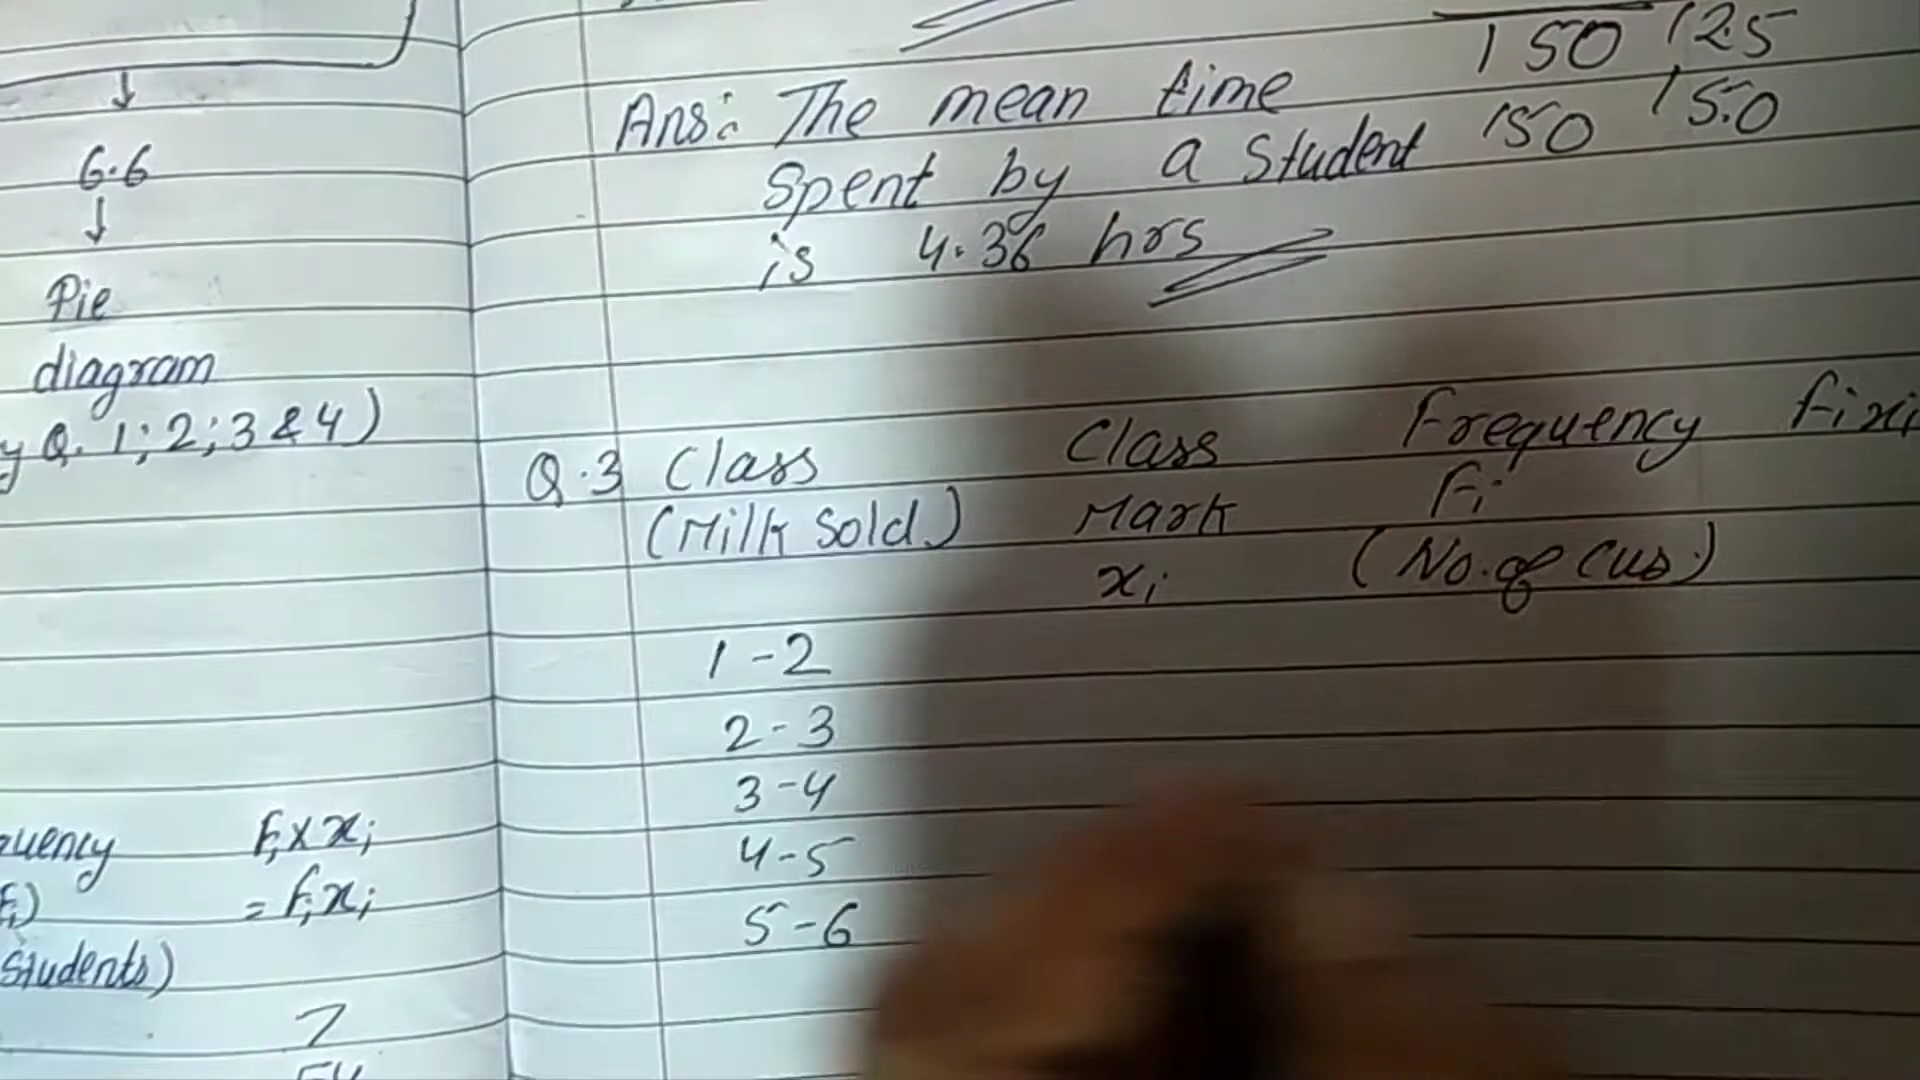 6.6
Pie
diagram
Q. 1; 2; 3 & 4)
fi xi
= fixi
Students)
7
150 125
150 150
Ans: The mean time
spent by a student
is 4.36 hrs
Q.3 Class Class Frequency fixi
(Milk sold) Mark fi
xi (No. of cus)
1-2
2-3
3-4
4-5
5-6